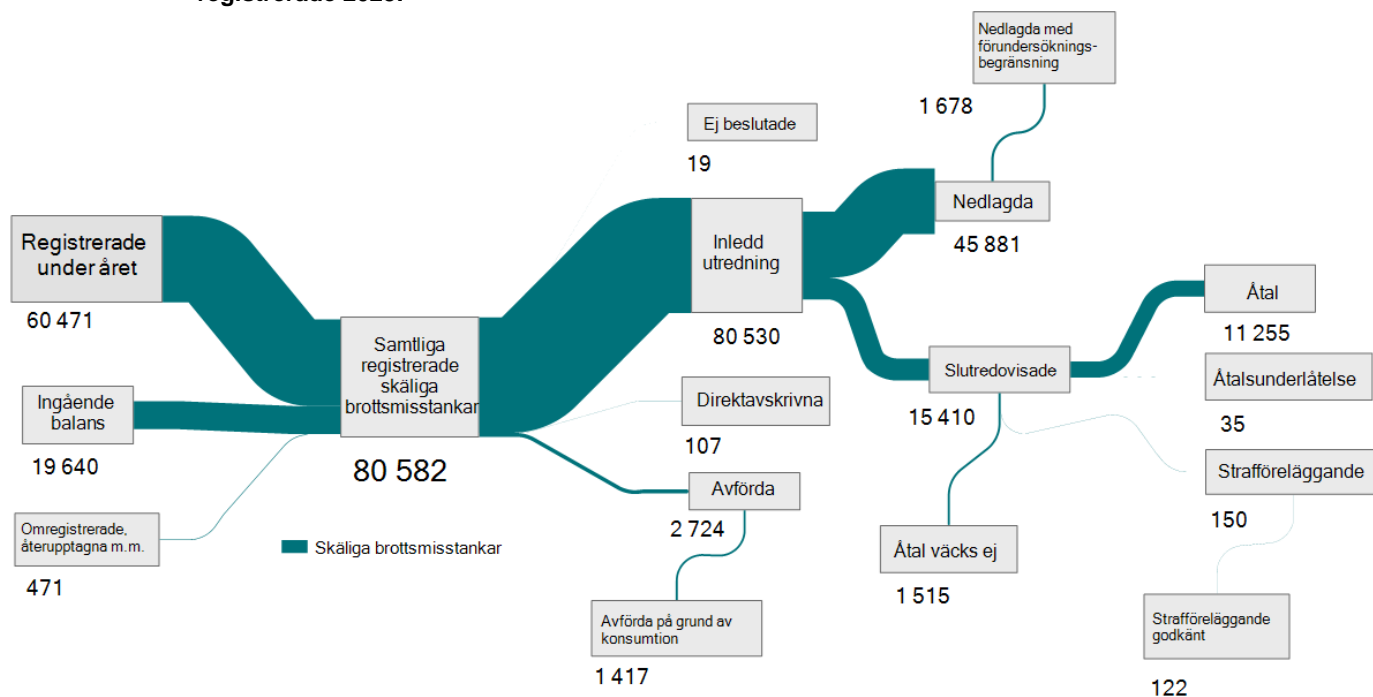 Nedlagda med
förundersöknings-
begränsning
1 678
Ej beslutade
19
Nedlagda
45 881
Registrerade
under året
60 471
Inledd
utredning
80 530
Åtal
11 255
Samtliga
registrerade
skäliga
brottsmisstankar
80 582
Slutredovisade
15 410
Åtalsunderlåtelse
35
Ingående
balans
19 640
Direktavskrivna
107
Strafföreläggande
150
Avförda
2 724
Omregistrerade,
återupptagna m.m.
471
Skäliga brottsmisstankar
Åtal väcks ej
1 515
Avförda på grund av
konsumtion
1 417
Strafföreläggande
godkänt
122